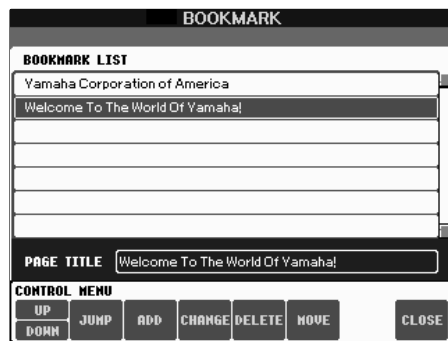 BOOKMARK
BOOKMARK LIST
Yamaha Corporation of America
Welcome To The World Of Yamaha!
PAGE TITLE Welcome To The World Of Yamaha!
CONTROL MENU
UP
DOWN
JUMP ADD CHANGE DELETE MOVE CLOSE